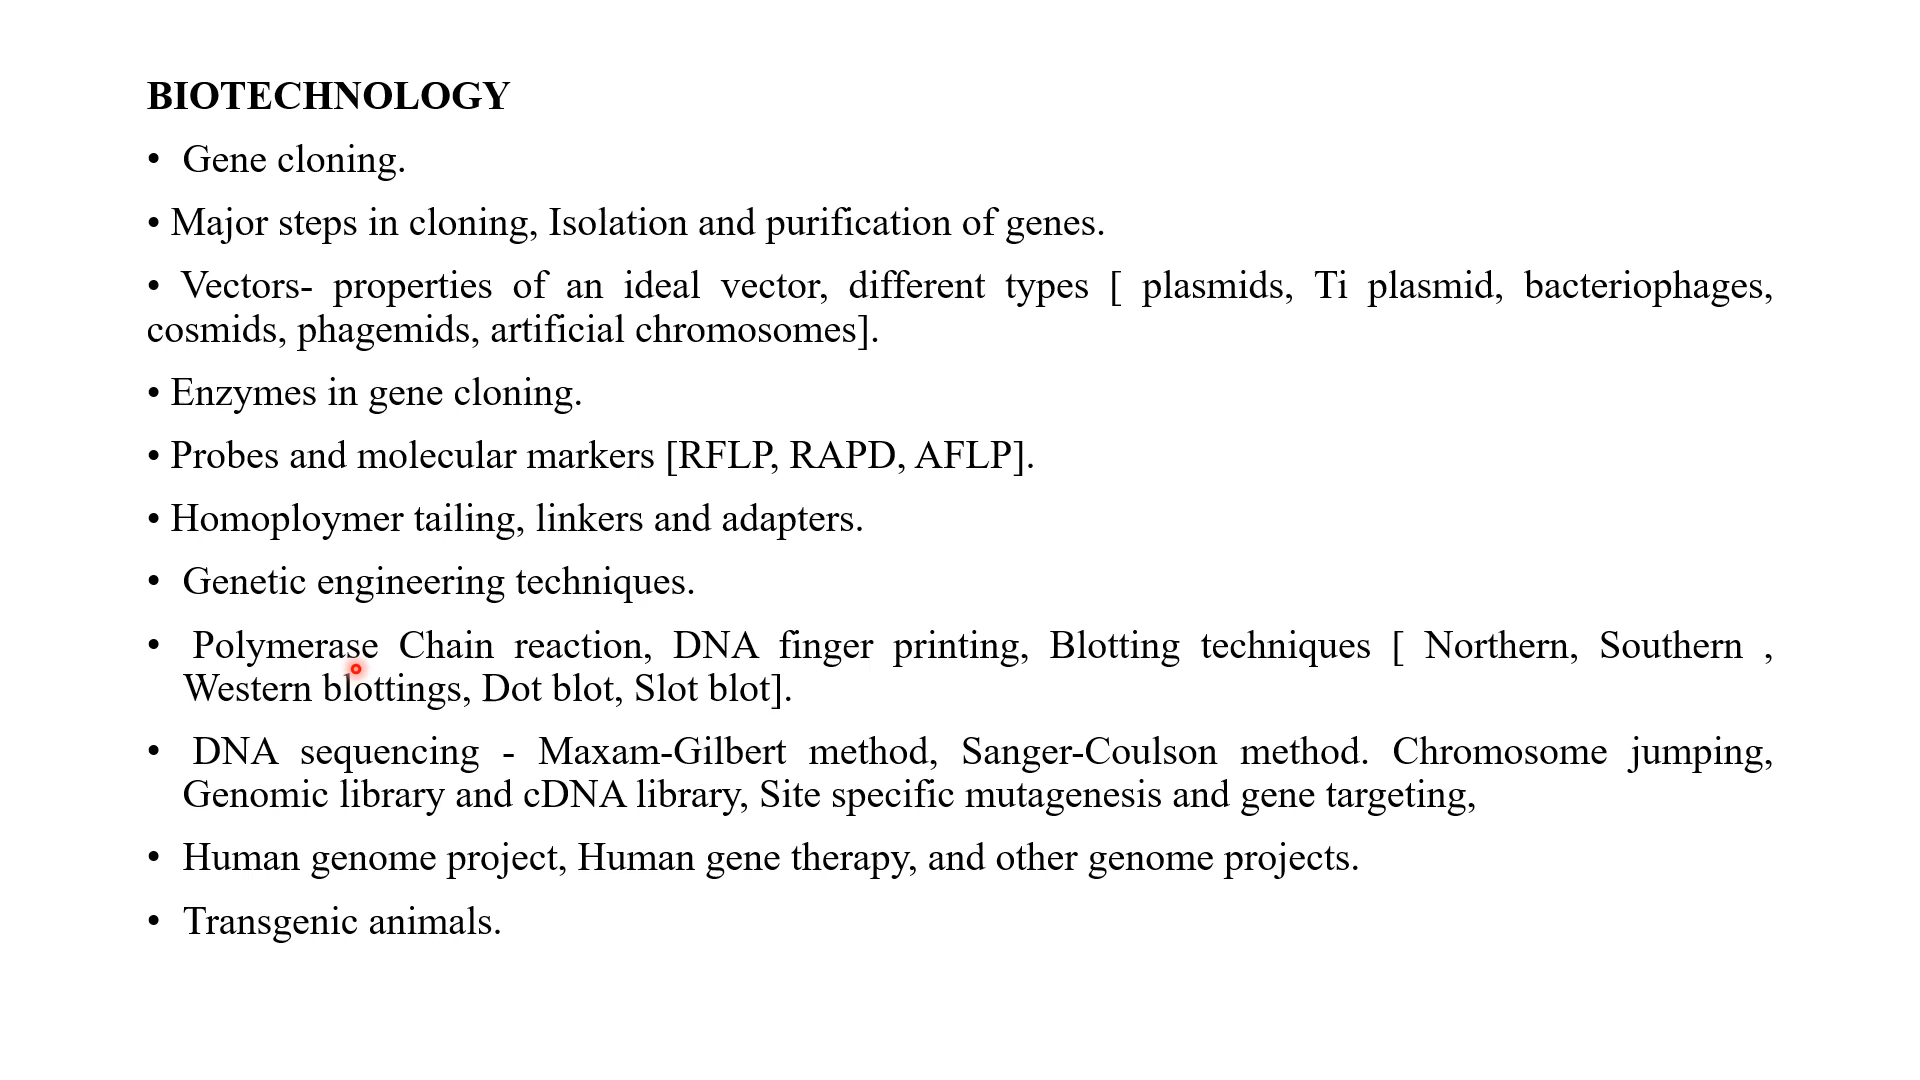 BIOTECHNOLOGY
• Gene cloning.
• Major steps in cloning, Isolation and purification of genes.
• Vectors- properties of an ideal vector, different types [ plasmids, Ti plasmid, bacteriophages,
cosmids, phagemids, artificial chromosomes].
• Enzymes in gene cloning.
• Probes and molecular markers [RFLP, RAPD, AFLP].
• Homoploymer tailing, linkers and adapters.
• Genetic engineering techniques.
• Polymerase Chain reaction, DNA finger printing, Blotting techniques [ Northern, Southern ,
Western blottings, Dot blot, Slot blot].
• DNA sequencing - Maxam-Gilbert method, Sanger-Coulson method. Chromosome jumping,
Genomic library and cDNA library, Site specific mutagenesis and gene targeting,
• Human genome project, Human gene therapy, and other genome projects.
• Transgenic animals.